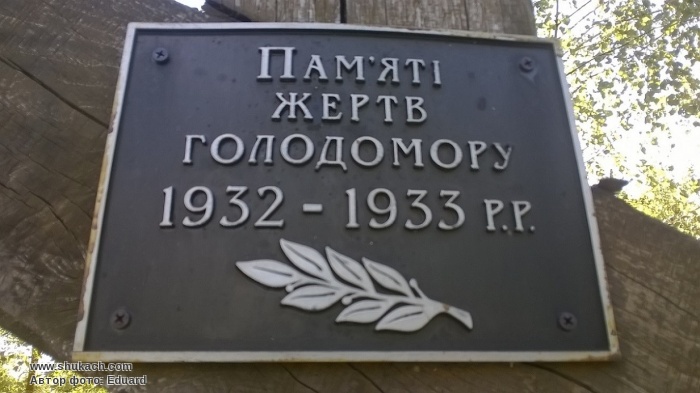 Пам'яті
жертв
голодомору
1932 - 1933 р.р.
www.shukach.com
Автор фото: Eduard